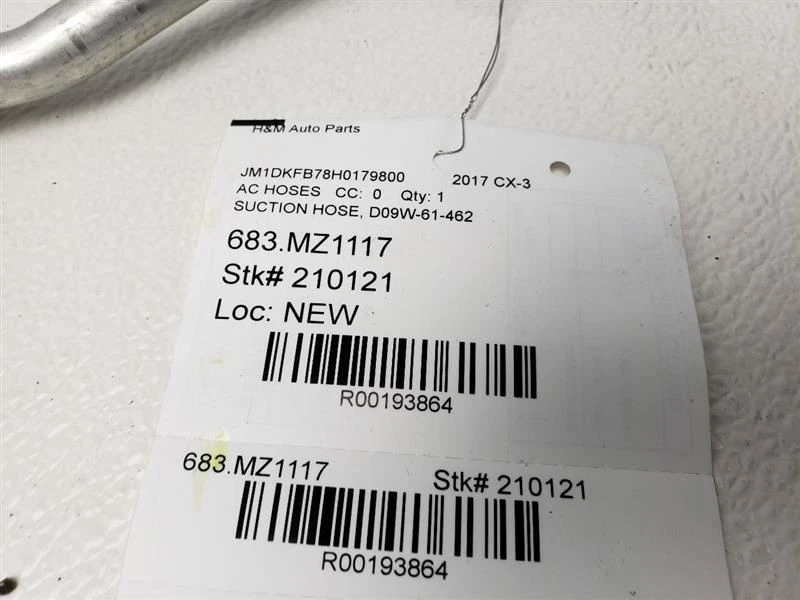 H&M Auto Parts
JM1DKFB78H0179800 2017 CX-3
AC HOSES CC: 0 Qty: 1
SUCTION HOSE, D09W-61-462
683.MZ1117
Stk# 210121
Loc: NEW
R00193864
683.MZ1117 Stk# 210121
R00193864